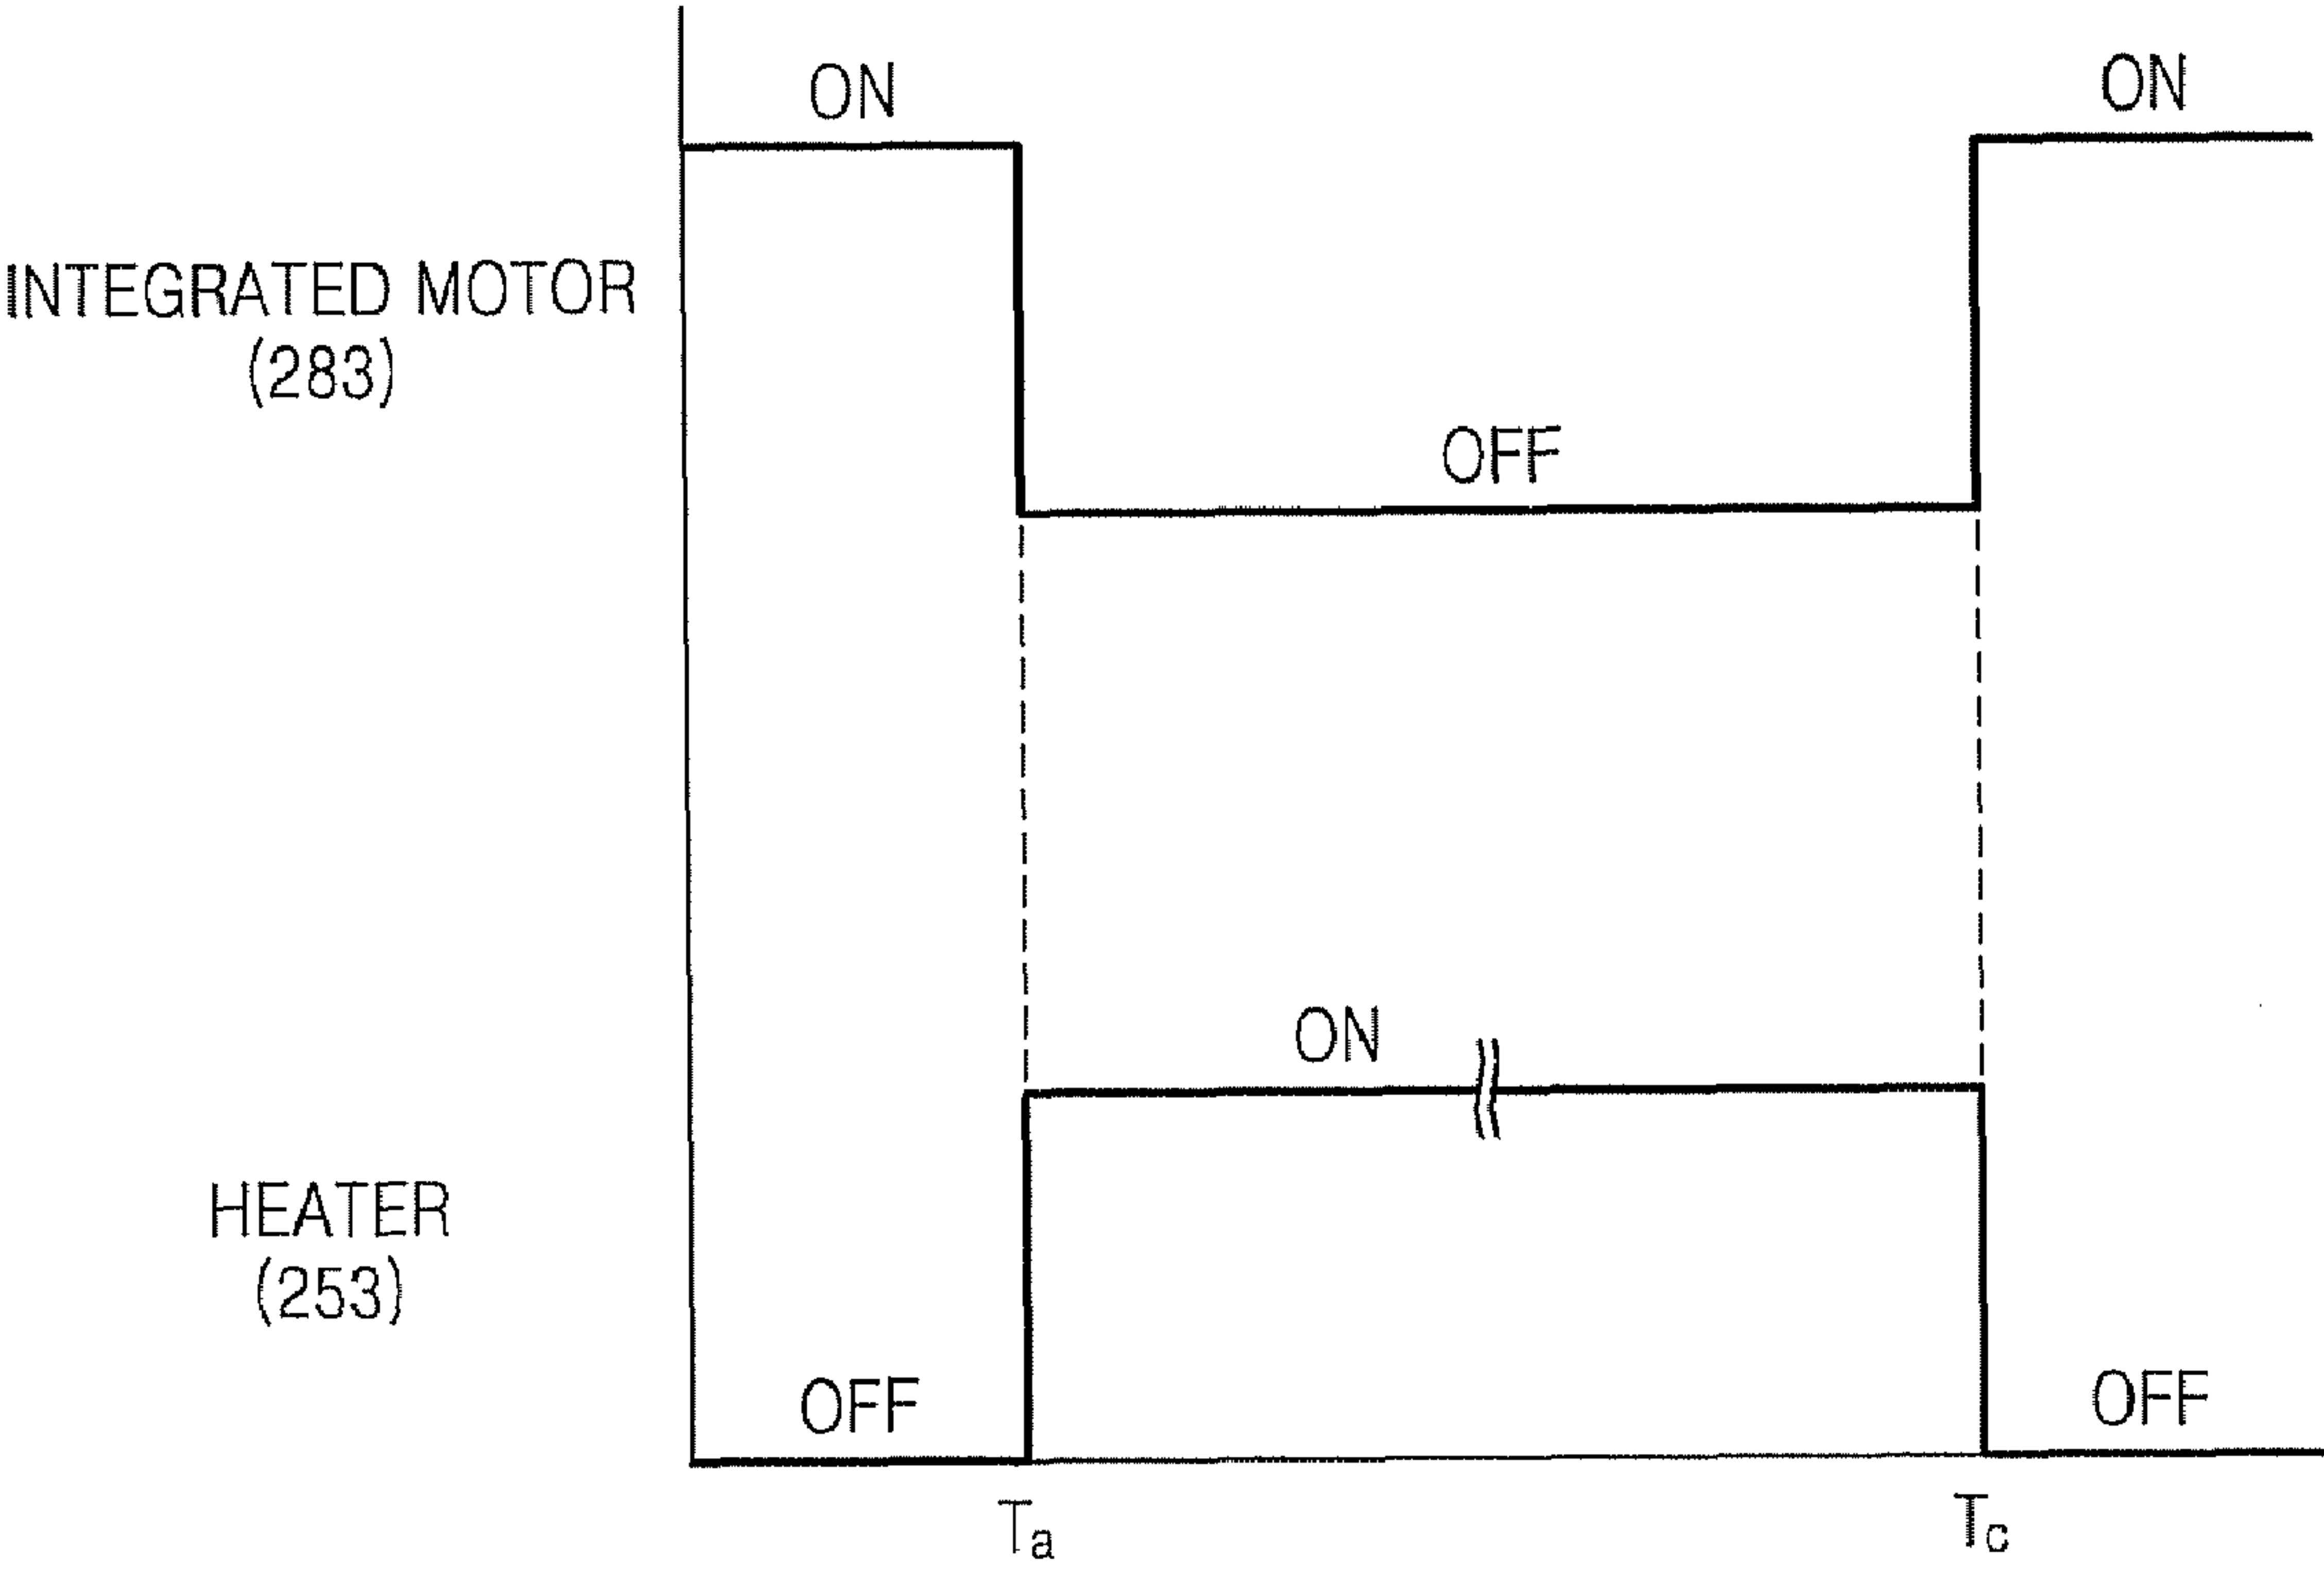 ON
ON
INTEGRATED MOTOR
(283)
OFF
ON
HEATER
(253)
OFF
OFF
Ta
Tc